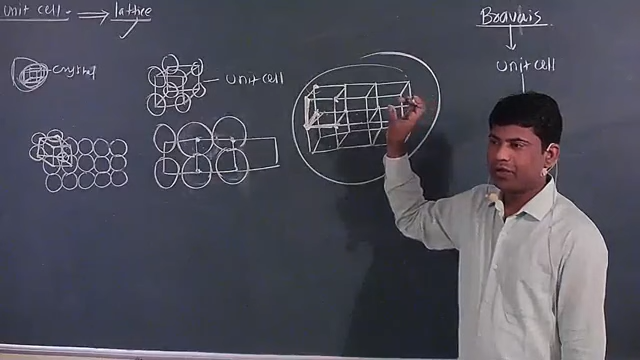 unit cell. ⟹ lattice
crystal
unit cell
Bravais
↓
unit cell